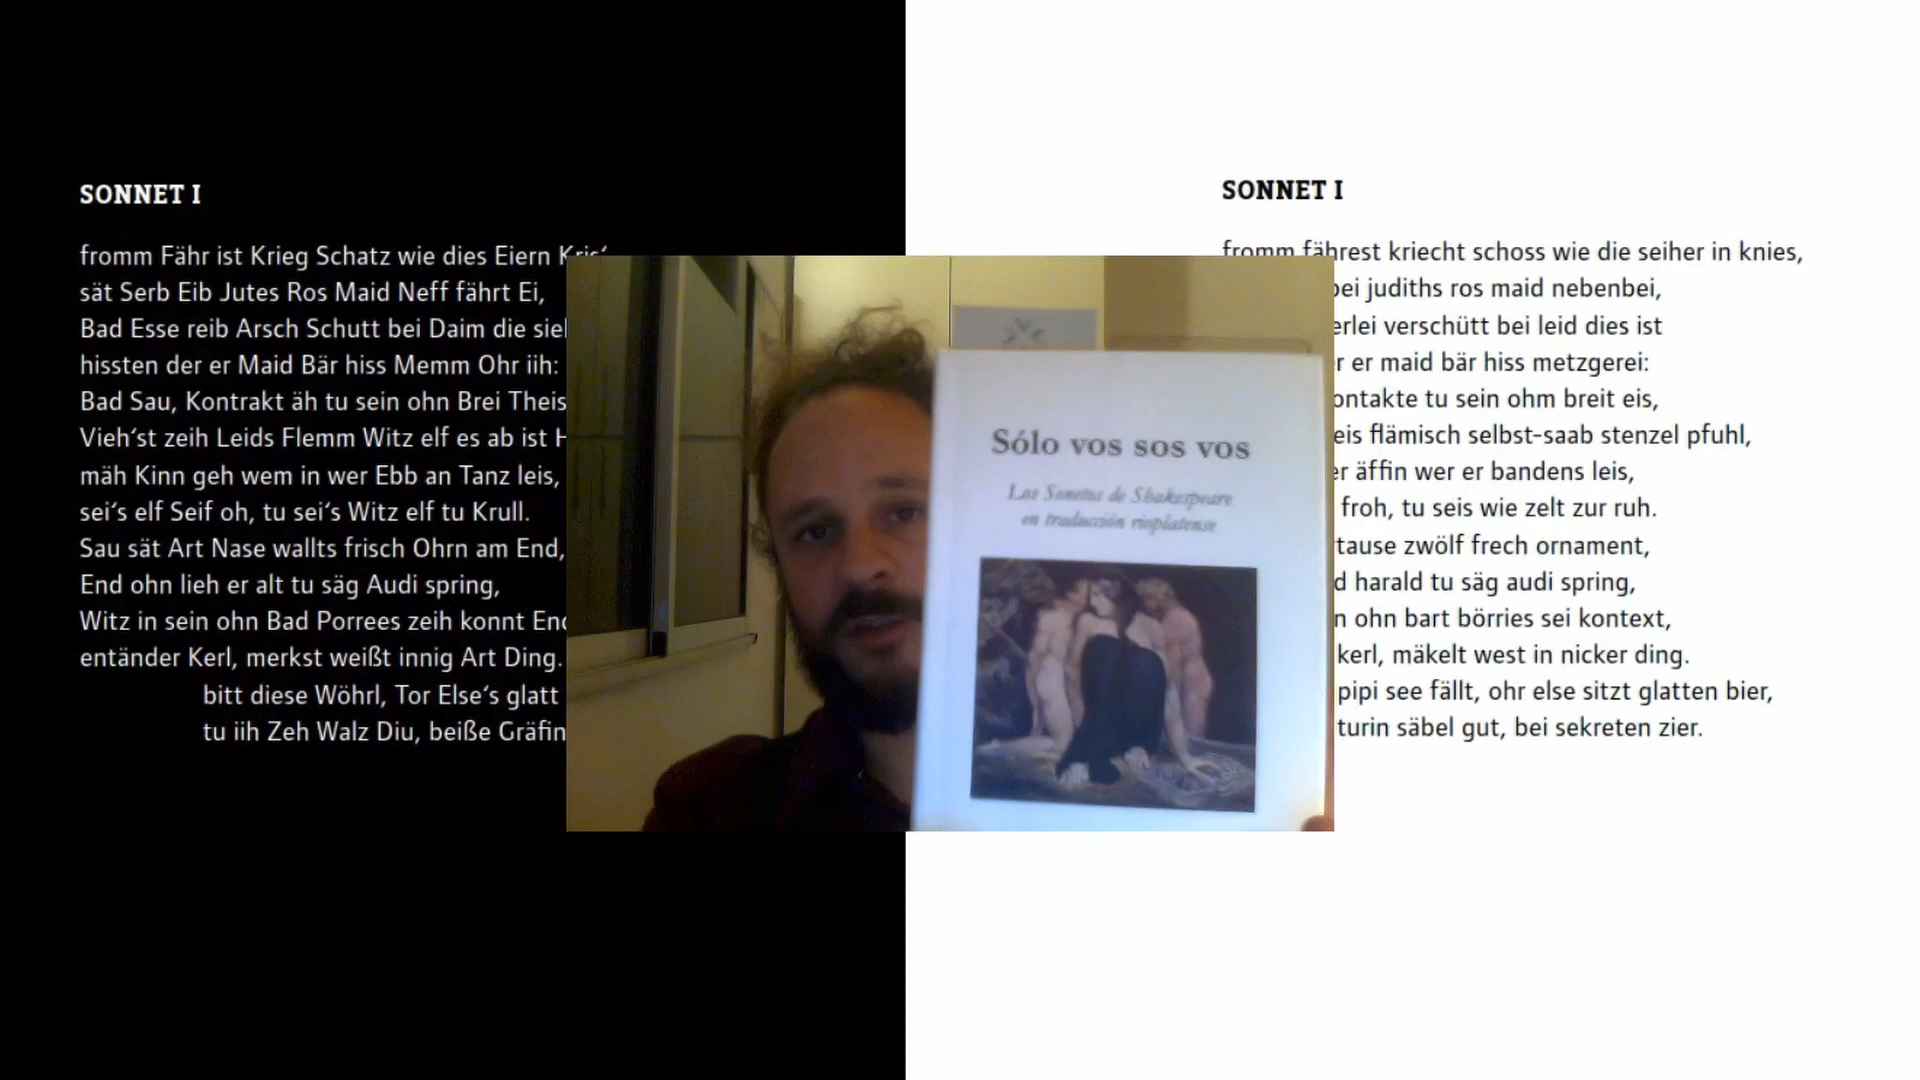 SONNET I
fromm Fähr ist Krieg Schatz wie dies Eiern Kris‘
sät Serb Eib Jutes Ros Maid Neff fährt Ei,
Bad Esse reib Arsch Schutt bei Daim die
hissten der er Maid Bär hiss Memm Ohr iih:
Bad Sau, Kontrakt äh tu sein ohn Brei
Vieh‘st zeih Leids Flemm Witz elf es ab ist
mäh Kinn geh wem in wer Ebb an Tanz leis,
sei‘s elf Seif oh, tu sei‘s Witz elf tu Krull.
Sau sät Art Nase wallts frisch Ohrn am End,
End ohn lieh er alt tu säg Audi spring,
Witz in sein ohn Bad Porrees zeih konnt
entänder Kerl, merkst weißt innig Art Ding.
bitt diese Wöhrl, Tor Else‘s glatt
tu iih Zeh Walz Diu, beiße
Sólo vos sos vos
Los Sonetos de Shakespeare
en traducción rioplatense
SONNET I
fromm fährest kriecht schoss wie die seiher in knies,
bei judiths ros maid nebenbei,
verschütt bei leid dies ist
er maid bär hiss metzgerei:
tu sein ohm breit eis,
flämisch selbst-saab stenzel pfuhl,
äffin wer er bandens leis,
froh, tu seis wie zelt zur ruh.
zwölf frech ornament,
harald tu säg audi spring,
ohn bart börries sei kontext,
kerl, mäkelt west in nicker ding.
pipi see fällt, ohr else sitzt glatten bier,
turin säbel gut, bei sekreten zier.